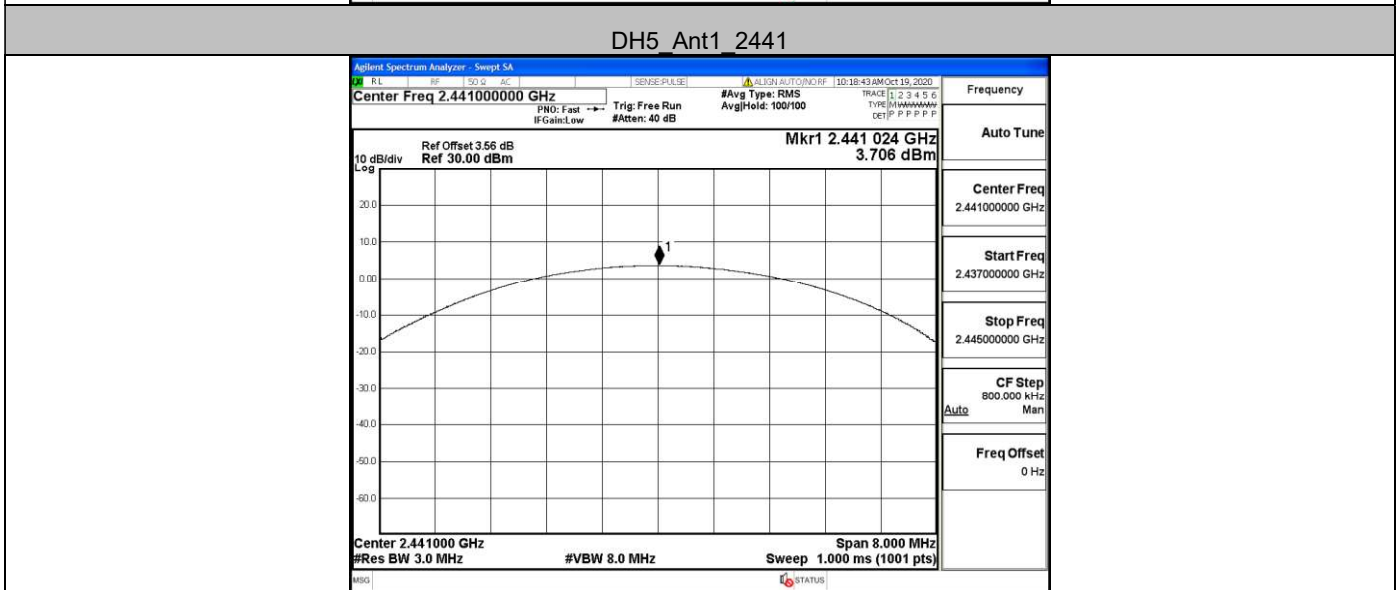 DH5_Ant1_2441
Agilent Spectrum Analyzer - Swept SA
RL RF 50 Ω AC SENSE:PULSE ALIGN AUTO/NO RF 10:18:43 AM Oct 19, 2020
Center Freq 2.441000000 GHz
PNO: Fast
IFGain:Low
Trig: Free Run
#Atten: 40 dB
#Avg Type: RMS
Avg|Hold: 100/100
TRACE 1 2 3 4 5 6
TYPE M
DET P P P P P P
Frequency
Auto Tune
Center Freq
2.441000000 GHz
Start Freq
2.437000000 GHz
Stop Freq
2.445000000 GHz
CF Step
800.000 kHz
Auto Man
Freq Offset
0 Hz
Mkr1 2.441 024 GHz
3.706 dBm
Ref Offset 3.56 dB
10 dB/div Ref 30.00 dBm
Log
20.0
10.0
1
0.00
-10.0
-20.0
-30.0
-40.0
-50.0
-60.0
Center 2.441000 GHz Span 8.000 MHz
#Res BW 3.0 MHz #VBW 8.0 MHz Sweep 1.000 ms (1001 pts)
MSG STATUS